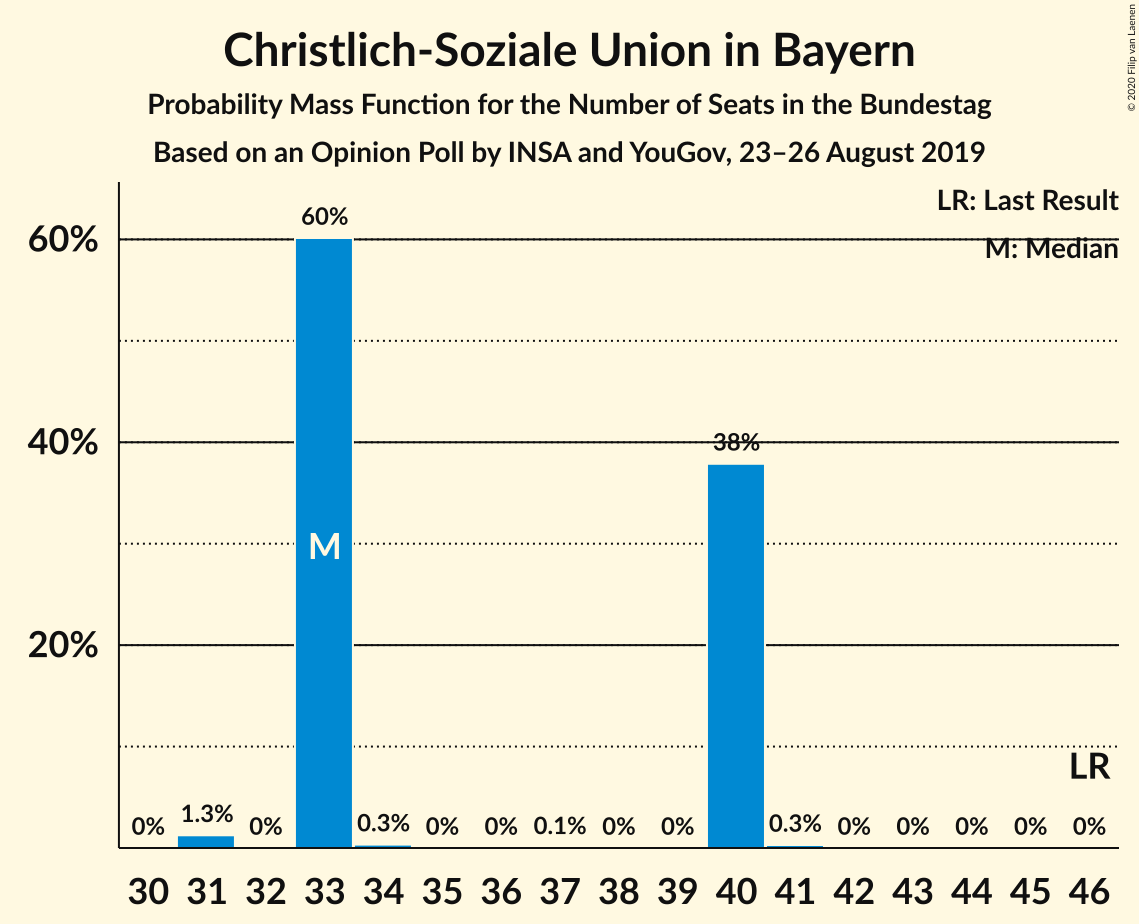 Christlich-Soziale Union in Bayern
Probability Mass Function for the Number of Seats in the Bundestag
Based on an Opinion Poll by INSA and YouGov, 23–26 August 2019
© 2020 Filip van Laenen
LR: Last Result
M: Median
60%
40%
20%
0% 1.3% 0% 60% 0.3% 0% 0% 0.1% 0% 0% 38% 0.3% 0% 0% 0% 0% 0%
M
LR
30 31 32 33 34 35 36 37 38 39 40 41 42 43 44 45 46